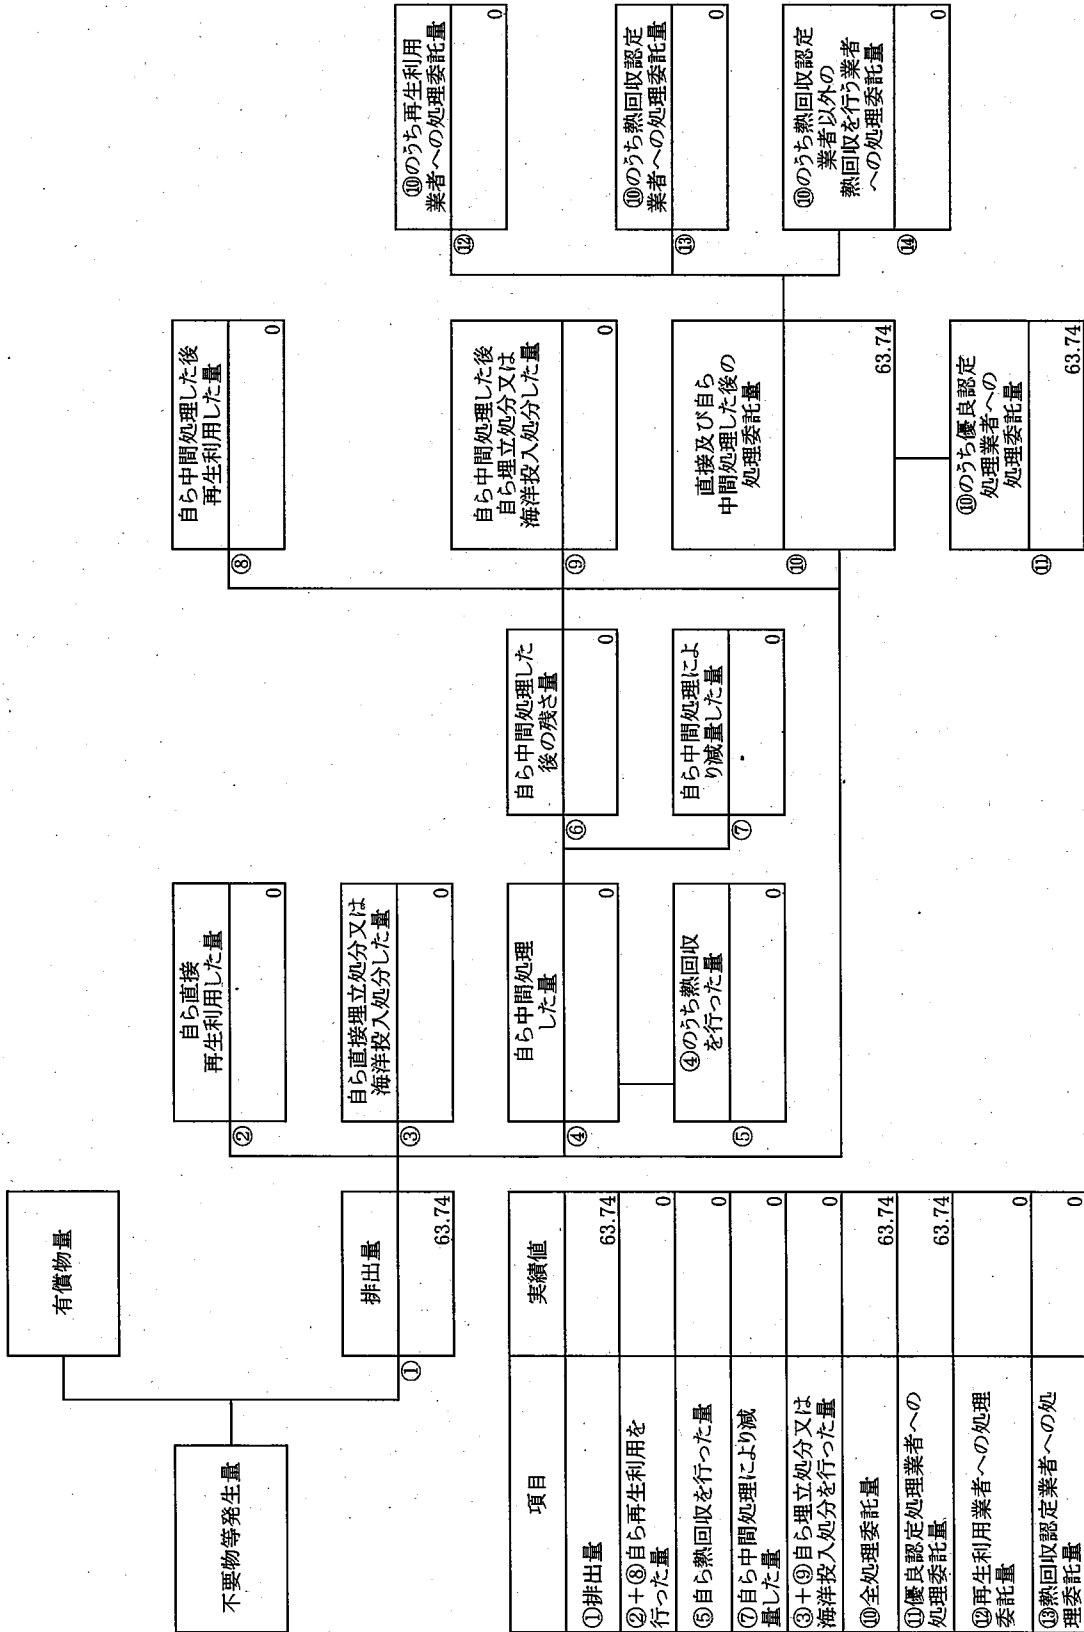 不要物等発生量
有償物量
①
排出量
63.74
②
自ら直接
再生利用した量
0
③
自ら直接埋立処分又は
海洋投入処分した量
0
④
自ら中間処理
した量
0
⑤
④のうち熱回収
を行った量
0
⑥
自ら中間処理した
後の残さ量
0
⑦
自ら中間処理によ
り減量した量
0
⑧
自ら中間処理した後
再生利用した量
0
⑨
自ら中間処理した後
自ら埋立処分又は
海洋投入処分した量
0
⑩
直接及び自ら
中間処理した後の
処理委託量
63.74
⑪
⑩のうち優良認定
処理業者への
処理委託量
63.74
⑫
⑩のうち再生利用
業者への処理委託量
0
⑬
⑩のうち熱回収認定
業者への処理委託量
0
⑭
⑩のうち熱回収認定
業者以外の
熱回収を行う業者
への処理委託量
0
項目 実績値
①排出量 63.74
②+⑧自ら再生利用を
行った量 0
⑤自ら熱回収を行った量 0
⑦自ら中間処理により減
量した量 0
③+⑨自ら埋立処分又は
海洋投入処分を行った量 0
⑩全処理委託量 63.74
⑪優良認定処理業者への
処理委託量 63.74
⑫再生利用業者への処理
委託量 0
⑬熱回収認定業者への処
理委託量 0